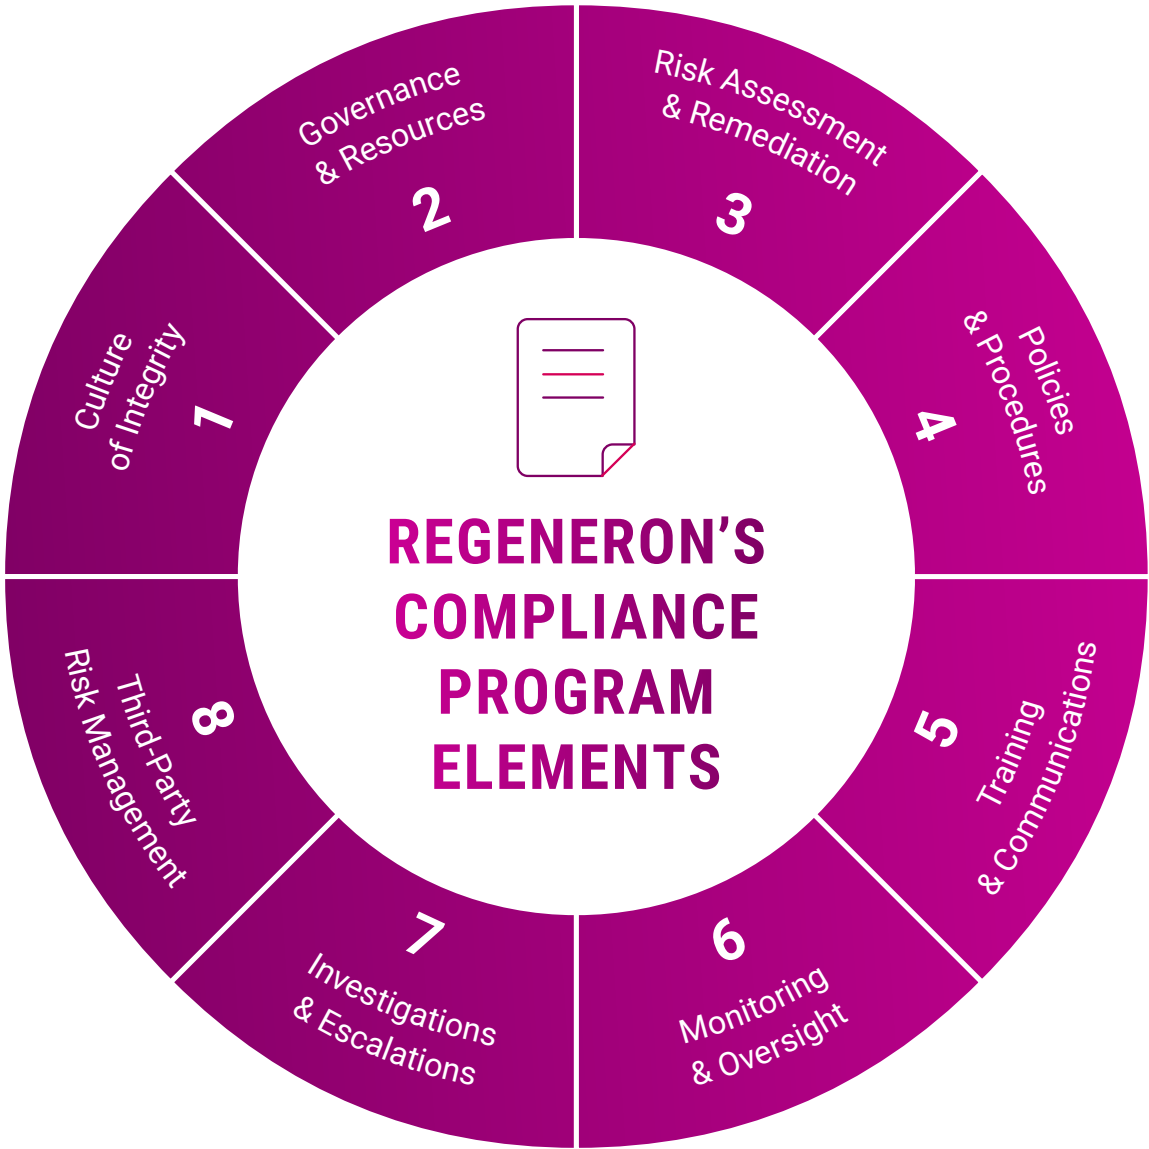 REGENERON’S
COMPLIANCE
PROGRAM
ELEMENTS
Culture
of Integrity
1
Governance
& Resources
2
Risk Assessment
& Remediation
3
Policies
& Procedures
4
5
Training
& Communications
6
Monitoring
& Oversight
7
Investigations
& Escalations
8
Third-Party
Risk Management